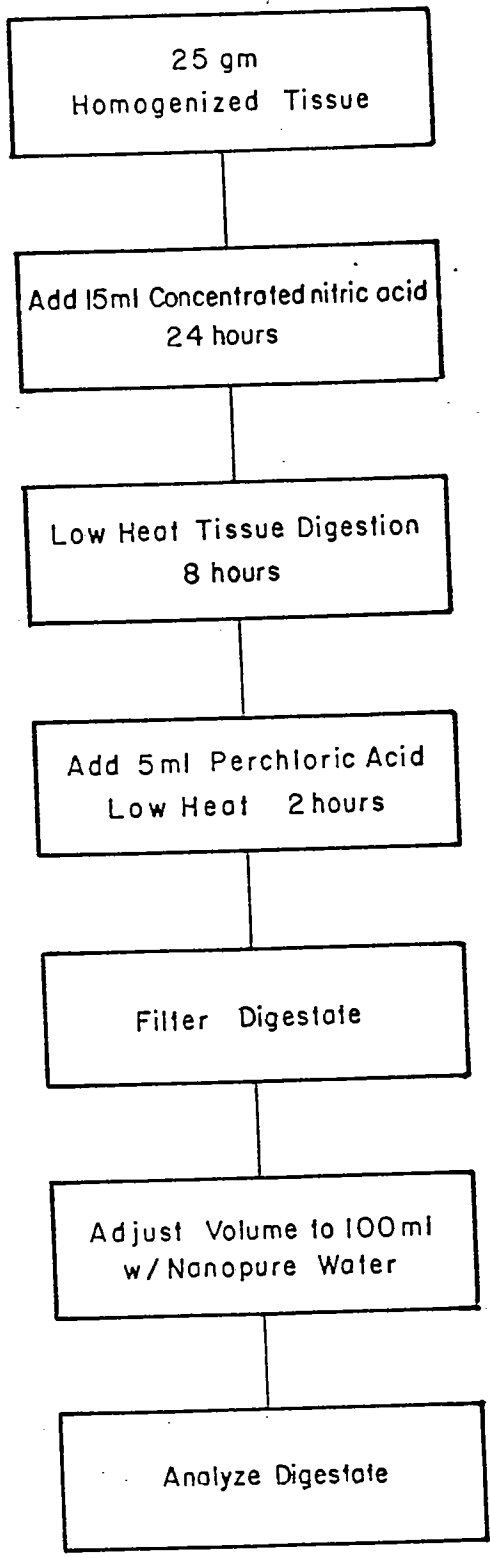 25 gm
Homogenized Tissue
Add 15ml Concentrated nitric acid
24 hours
Low Heat Tissue Digestion
8 hours
Add 5ml Perchloric Acid
Low Heat 2 hours
Filter Digestate
Adjust Volume to 100ml
w/Nanopure Water
Analyze Digestate